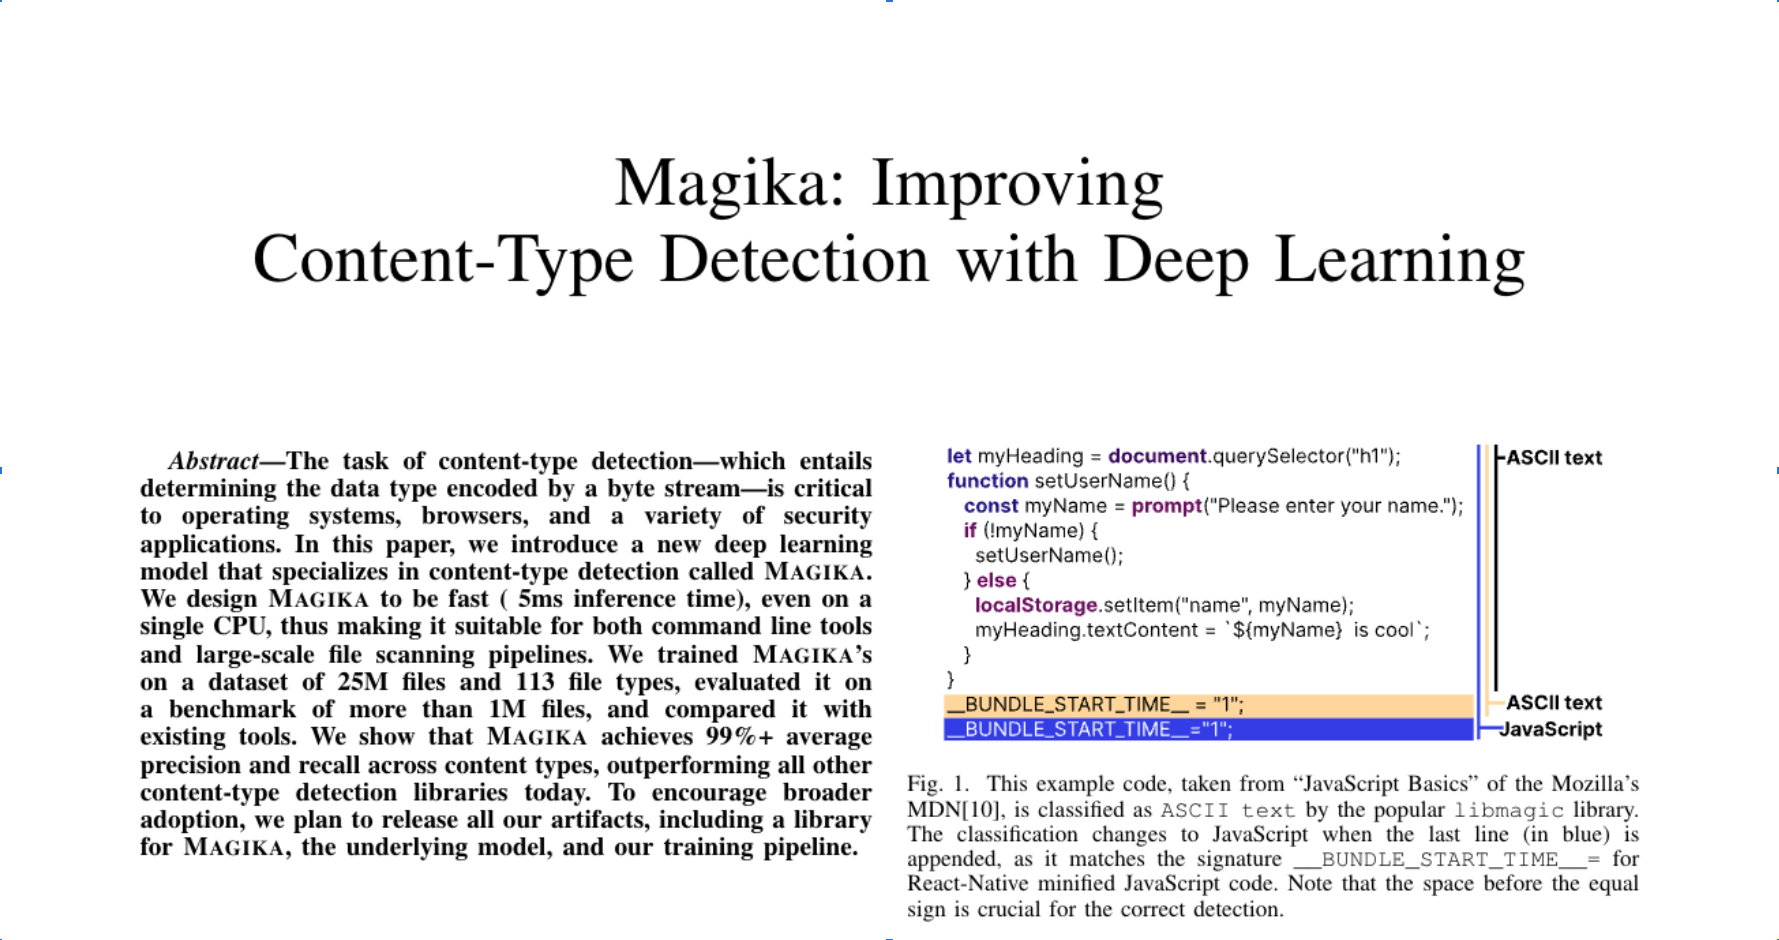 Magika: Improving
Content-Type Detection with Deep Learning
Abstract—The task of content-type detection—which entails
determining the data type encoded by a byte stream—is critical
to operating systems, browsers, and a variety of security
applications. In this paper, we introduce a new deep learning
model that specializes in content-type detection called MAGIKA.
We design MAGIKA to be fast ( 5ms inference time), even on a
single CPU, thus making it suitable for both command line tools
and large-scale file scanning pipelines. We trained MAGIKA's
on a dataset of 25M files and 113 file types, evaluated it on
a benchmark of more than 1M files, and compared it with
existing tools. We show that MAGIKA achieves 99%+ average
precision and recall across content types, outperforming all other
content-type detection libraries today. To encourage broader
adoption, we plan to release all our artifacts, including a library
for MAGIKA, the underlying model, and our training pipeline.
let myHeading = document.querySelector("h1");
function setUserName() {
const myName = prompt("Please enter your name.");
if (!myName) {
setUserName();
} else {
localStorage.setItem("name", myName);
myHeading.textContent = `${myName} is cool`;
}
}
__BUNDLE_START_TIME__ = "1";
__BUNDLE_START_TIME__="1";
ASCII text
ASCII text
JavaScript
Fig. 1. This example code, taken from “JavaScript Basics” of the Mozilla's
MDN[10], is classified as ASCII text by the popular libmagic library.
The classification changes to JavaScript when the last line (in blue) is
appended, as it matches the signature __BUNDLE_START_TIME__= for
React-Native minified JavaScript code. Note that the space before the equal
sign is crucial for the correct detection.